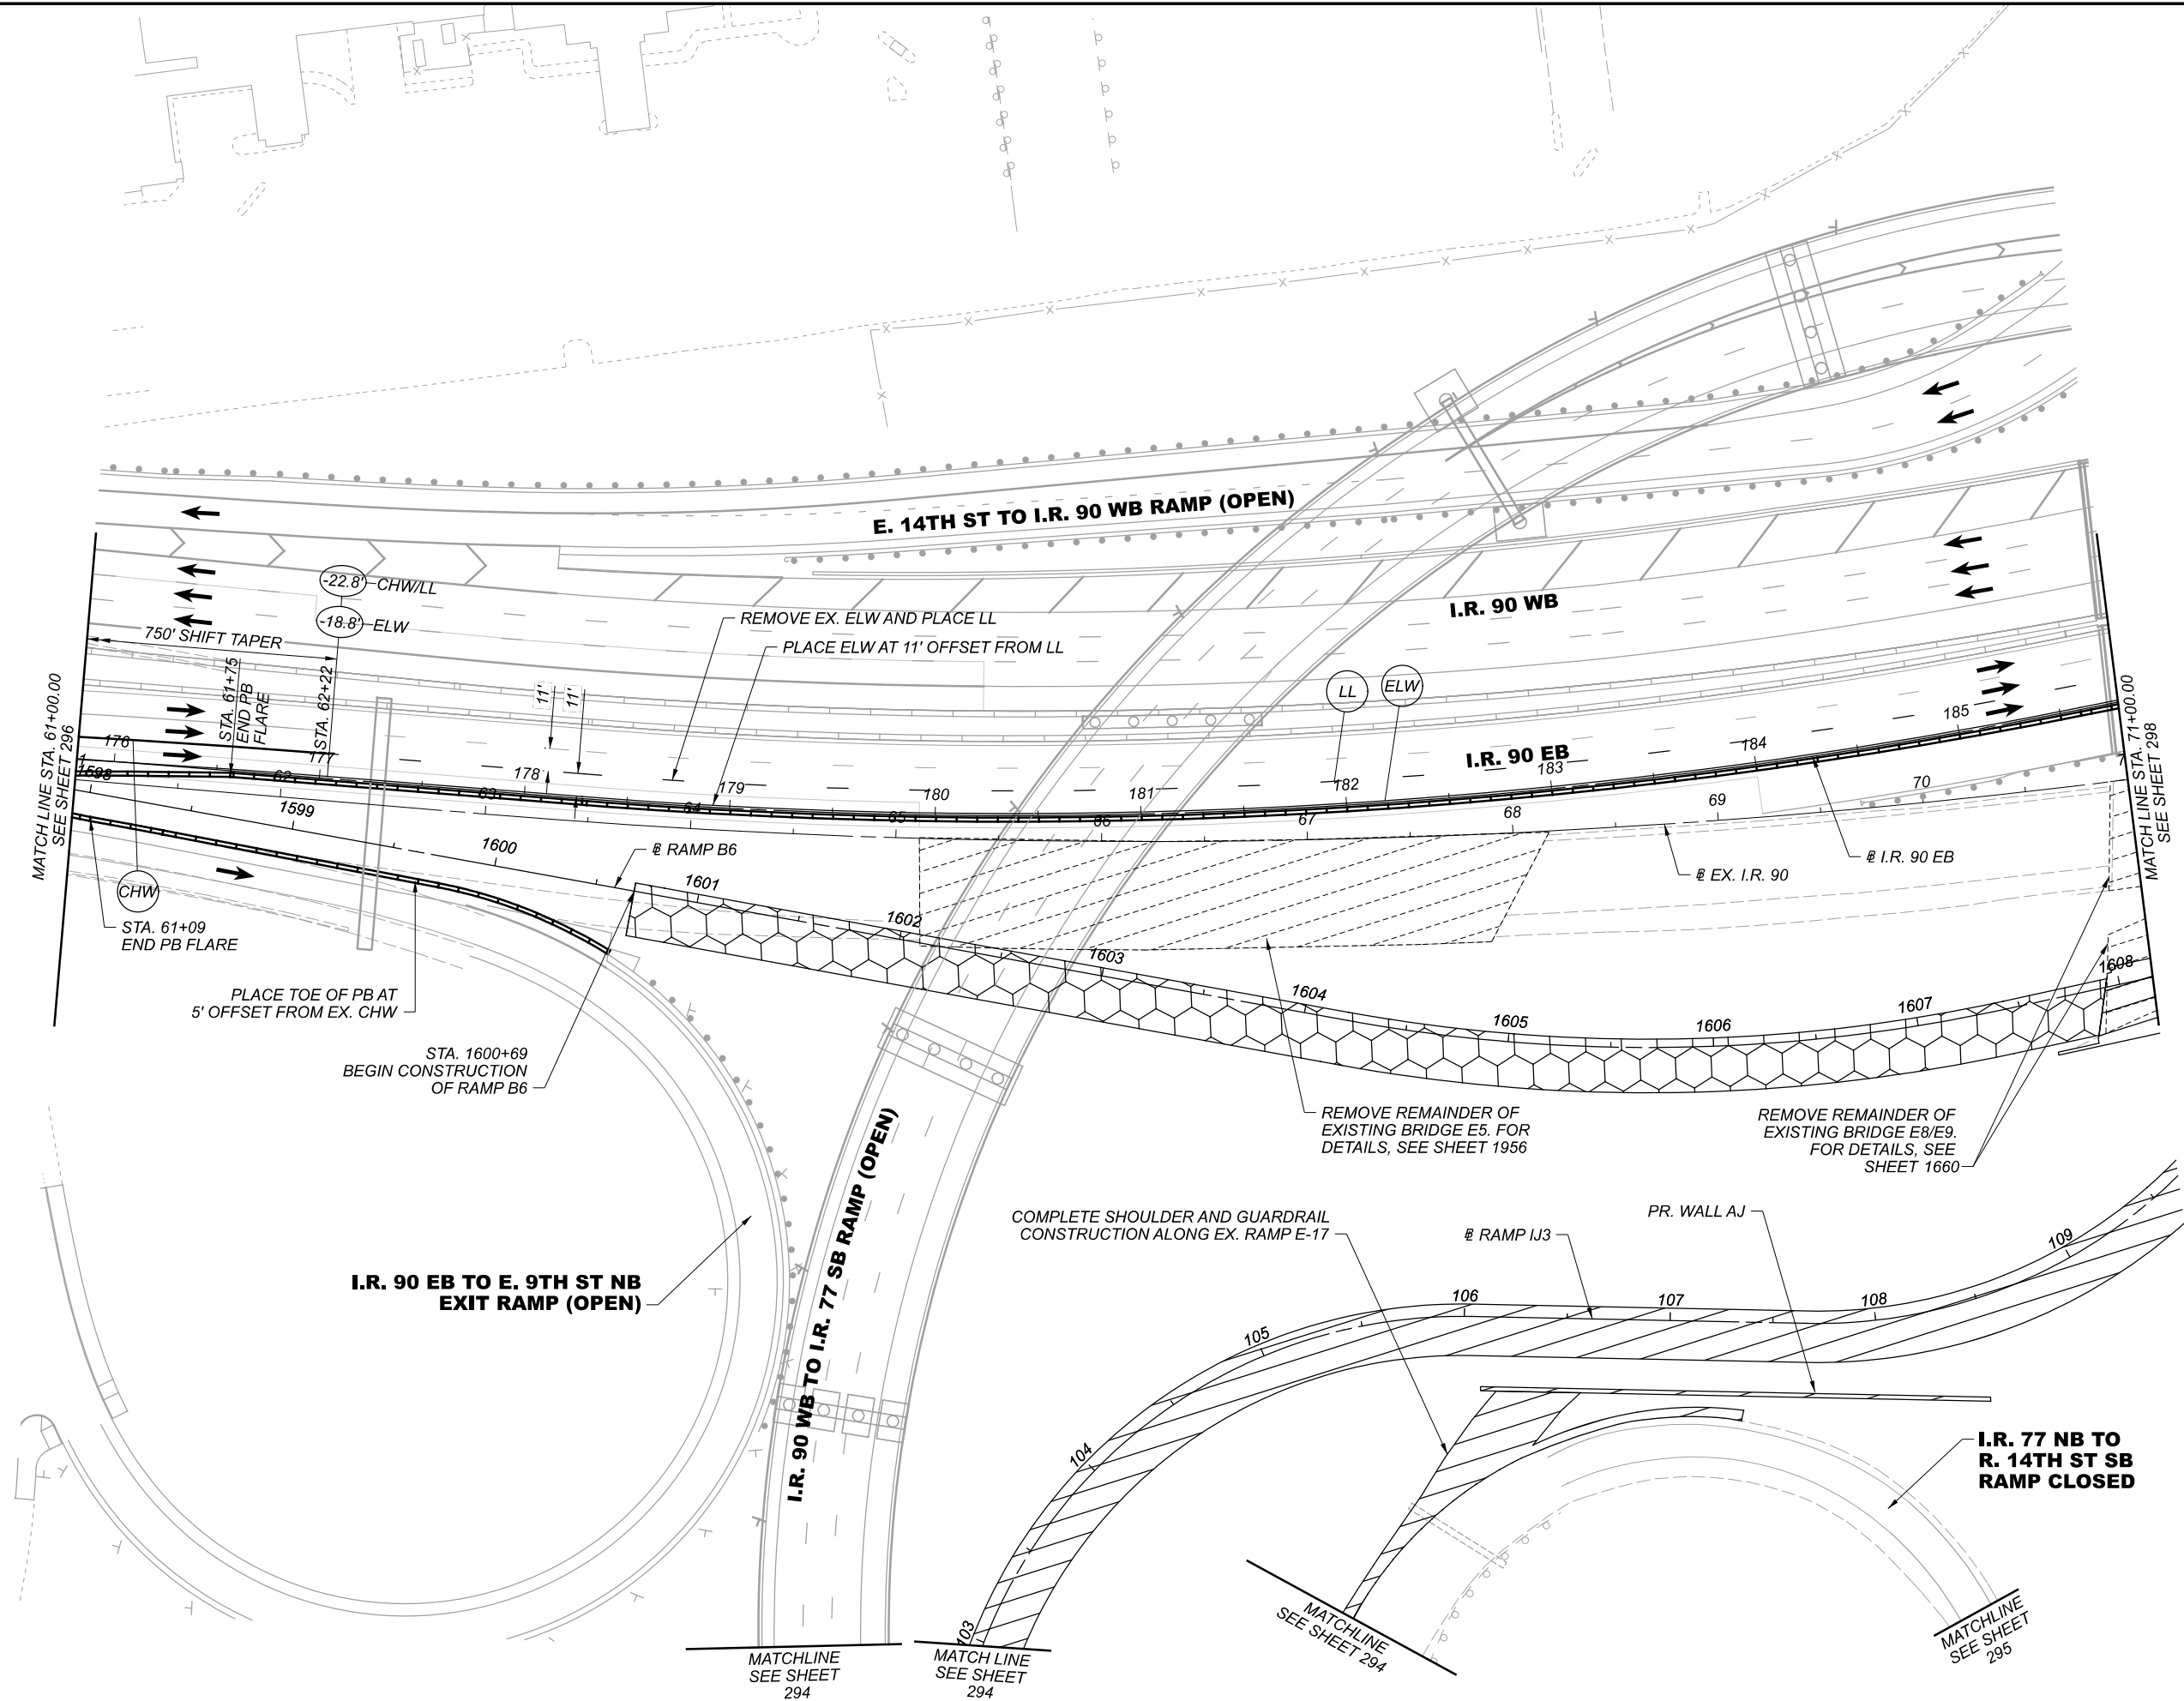 E. 14TH ST TO I.R. 90 WB RAMP (OPEN)
-22.8'
CHW/LL
-18.8'
ELW
750' SHIFT TAPER
REMOVE EX. ELW AND PLACE LL
PLACE ELW AT 11' OFFSET FROM LL
I.R. 90 WB
MATCH LINE STA. 61+00.00
SEE SHEET 296
STA. 61+75
END PB
FLARE
STA. 62+22
11'
11'
LL
ELW
I.R. 90 EB
MATCH LINE STA. 71+00.00
SEE SHEET 298
176
177
178
179
180
181
182
183
184
185
1598
62
63
64
65
66
67
68
69
70
7
1599
1600
1601
1602
1603
1604
1605
1606
1607
1608
CHW
STA. 61+09
END PB FLARE
℄ RAMP B6
℄ EX. I.R. 90
℄ I.R. 90 EB
PLACE TOE OF PB AT
5' OFFSET FROM EX. CHW
STA. 1600+69
BEGIN CONSTRUCTION
OF RAMP B6
REMOVE REMAINDER OF
EXISTING BRIDGE E5. FOR
DETAILS, SEE SHEET 1956
REMOVE REMAINDER OF
EXISTING BRIDGE E8/E9.
FOR DETAILS, SEE
SHEET 1660
I.R. 90 EB TO E. 9TH ST NB
EXIT RAMP (OPEN)
I.R. 90 WB TO I.R. 77 SB RAMP (OPEN)
COMPLETE SHOULDER AND GUARDRAIL
CONSTRUCTION ALONG EX. RAMP E-17
℄ RAMP IJ3
PR. WALL AJ
103
104
105
106
107
108
109
I.R. 77 NB TO
R. 14TH ST SB
RAMP CLOSED
MATCHLINE
SEE SHEET
294
MATCH LINE
SEE SHEET
294
MATCHLINE
SEE SHEET 294
MATCHLINE
SEE SHEET
295